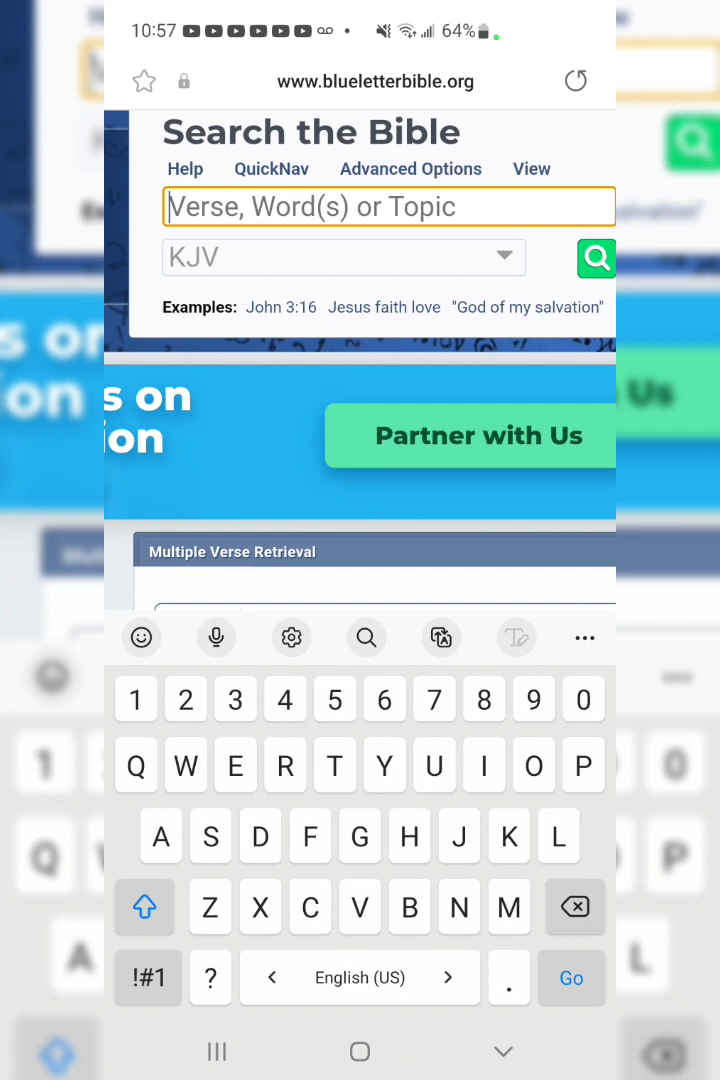 10:57 64%
www.blueletterbible.org
Search the Bible
Help QuickNav Advanced Options View
Verse, Word(s) or Topic
KJV
Examples: John 3:16 Jesus faith love "God of my salvation"
s on
ion
Partner with Us
Multiple Verse Retrieval
1 2 3 4 5 6 7 8 9 0
Q W E R T Y U I O P
A S D F G H J K L
Z X C V B N M
!#1 ? < English (US) > . Go